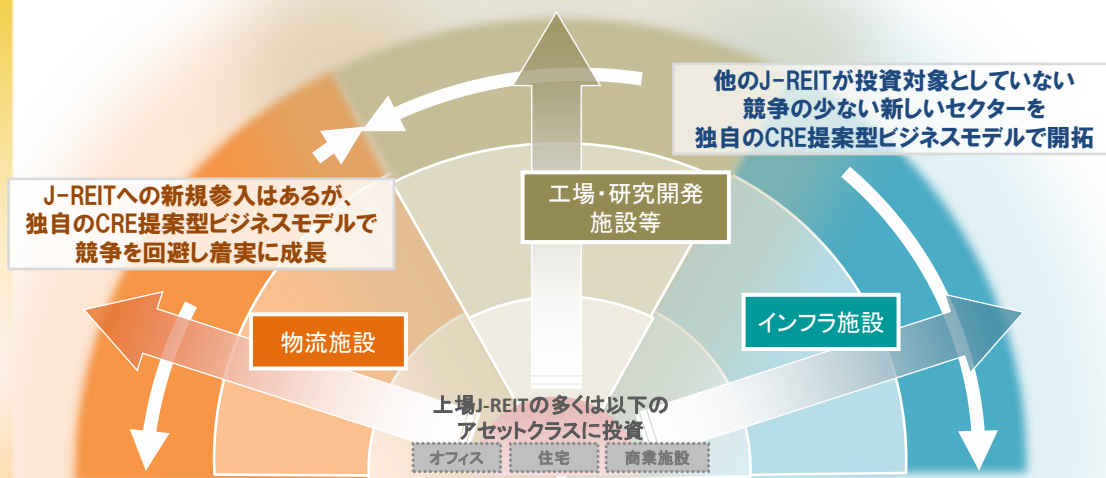 他のJ-REITが投資対象としていない
競争の少ない新しいセクターを
独自のCRE提案型ビジネスモデルで開拓
J-REITへの新規参入はあるが、
独自のCRE提案型ビジネスモデルで
競争を回避し着実に成長
工場・研究開発
施設等
物流施設
インフラ施設
上場J-REITの多くは以下の
アセットクラスに投資
オフィス 住宅 商業施設